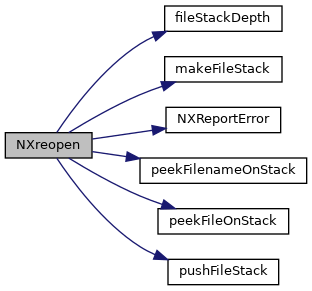 fileStackDepth
makeFileStack
NXReportError
NXreopen
peekFilenameOnStack
peekFileOnStack
pushFileStack